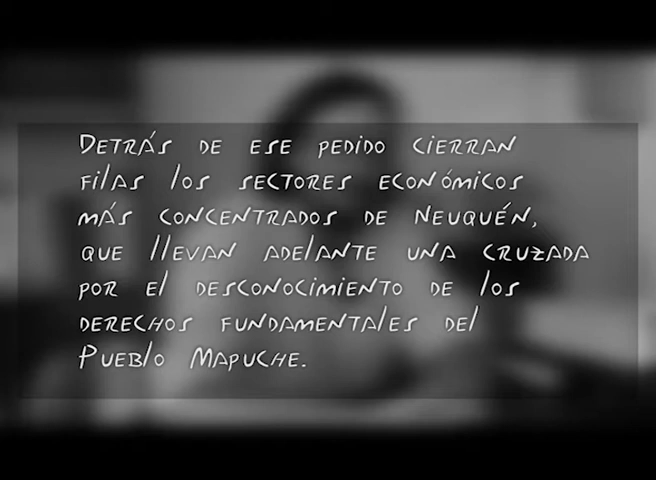 Detrás de ese pedido cierran
filas los sectores económicos
más concentrados de Neuquén,
que llevan adelante una cruzada
por el desconocimiento de los
derechos fundamentales del
Pueblo Mapuche.